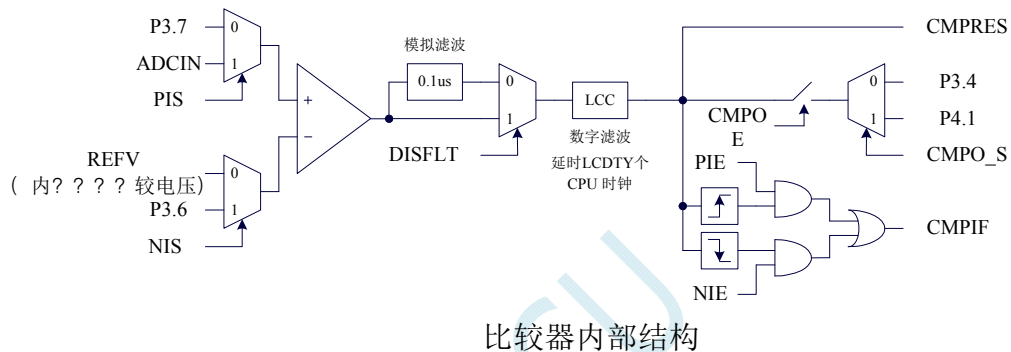 P3.7
0
ADCIN
1
PIS
+
−
REFV
( 内？？？？较电压)
0
P3.6
1
NIS
模拟滤波
0.1us
0
1
DISFLT
LCC
数字滤波
延时LCDTY个
CPU 时钟
CMPRES
CMPO
E
0
P3.4
1
P4.1
CMPO_S
PIE
NIE
CMPIF
比较器内部结构